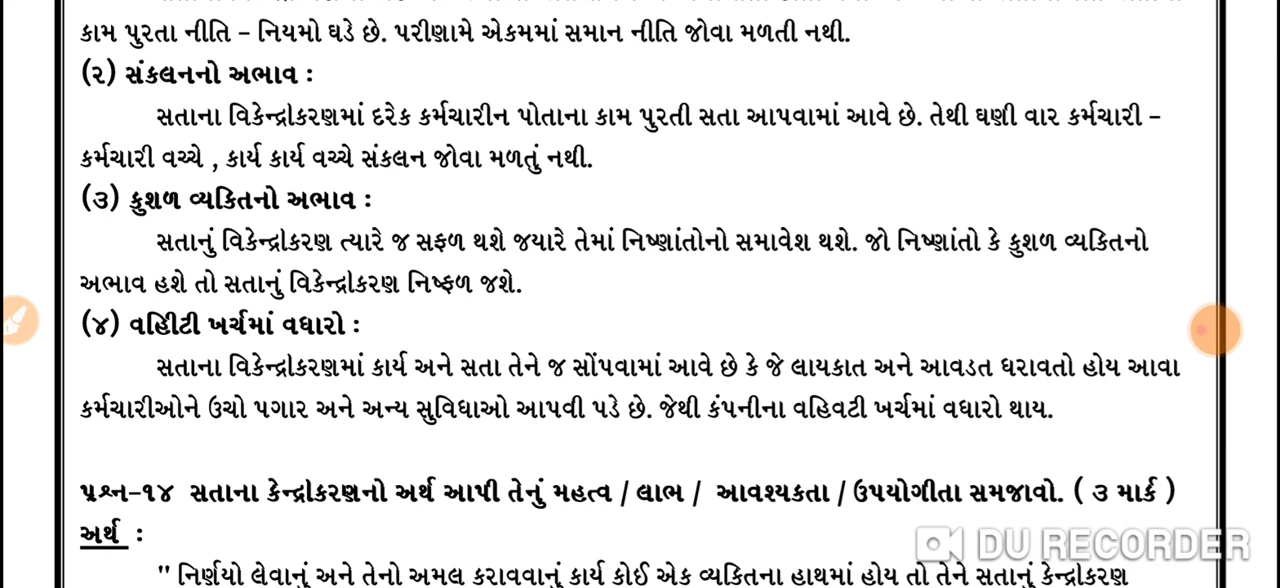 કામ પુરતા નીતિ – નિયમો ઘડે છે. પરીણામે એકમમાં સમાન નીતિ જોવા મળતી નથી.
(૨) સંકલનનો અભાવ :
સતાના વિકેન્દ્રીકરણમાં દરેક કર્મચારીન પોતાના કામ પુરતી સતા આપવામાં આવે છે. તેથી ઘણી વાર કર્મચારી –
કર્મચારી વચ્ચે , કાર્ય કાર્ય વચ્ચે સંકલન જોવા મળતું નથી.
(૩) કુશળ વ્યકિતનો અભાવ :
સતાનું વિકેન્દ્રીકરણ ત્યારે જ સફળ થશે જયારે તેમાં નિષ્ણાંતોનો સમાવેશ થશે. જો નિષ્ણાંતો કે કુશળ વ્યકિતનો
અભાવ હશે તો સતાનું વિકેન્દ્રીકરણ નિષ્ફળ જશે.
(૪) વહિીટી ખર્ચમાં વધારો :
સતાના વિકેન્દ્રીકરણમાં કાર્ય અને સતા તેને જ સોંપવામાં આવે છે કે જે લાયકાત અને આવડત ધરાવતો હોય આવા
કર્મચારીઓને ઉચો પગાર અને અન્ય સુવિધાઓ આપવી પડે છે. જેથી કંપનીના વહિવટી ખર્ચમાં વધારો થાય.
પ્રશ્ન-૧૪ સતાના કેન્દ્રીકરણનો અર્થ આપી તેનું મહત્વ / લાભ / આવશ્યકતા / ઉપયોગીતા સમજાવો. ( ૩ માર્ક )
અર્થ :
DU RECORDER
" નિર્ણયો લેવાનું અને તેનો અમલ કરાવવાનું કાર્ય કોઈ એક વ્યકિતના હાથમાં હોય તો તેને સતાનું કેન્દ્રીકરણ